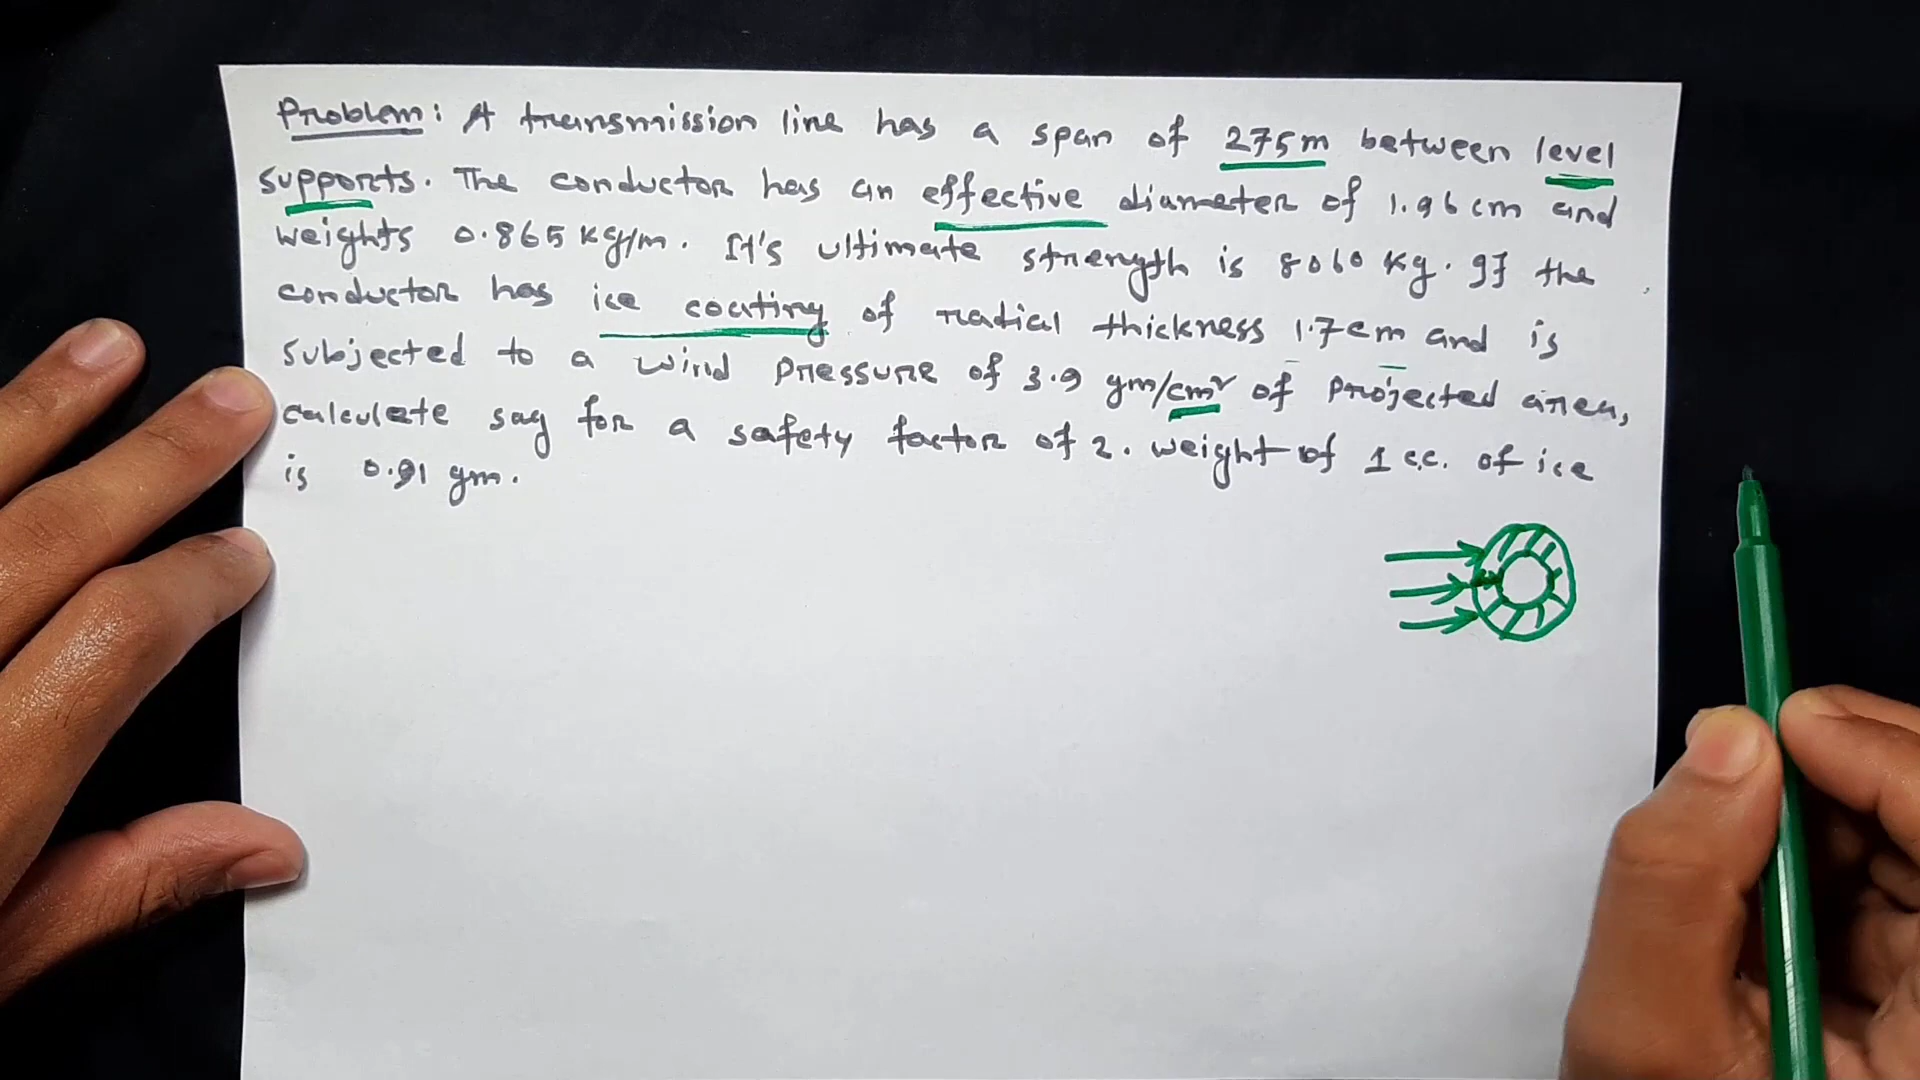 Problem: A transmission line has a span of 275m between level
supports. The conductor has an effective diameter of 1.96 cm and
weights 0.865 kg/m. It's ultimate strength is 8060 kg. If the
conductor has ice coating of radial thickness 1.7 cm and is
subjected to a wind pressure of 3.9 gm/cm² of projected area,
calculate sag for a safety factor of 2. weight of 1 c.c. of ice
is 0.91 gm.